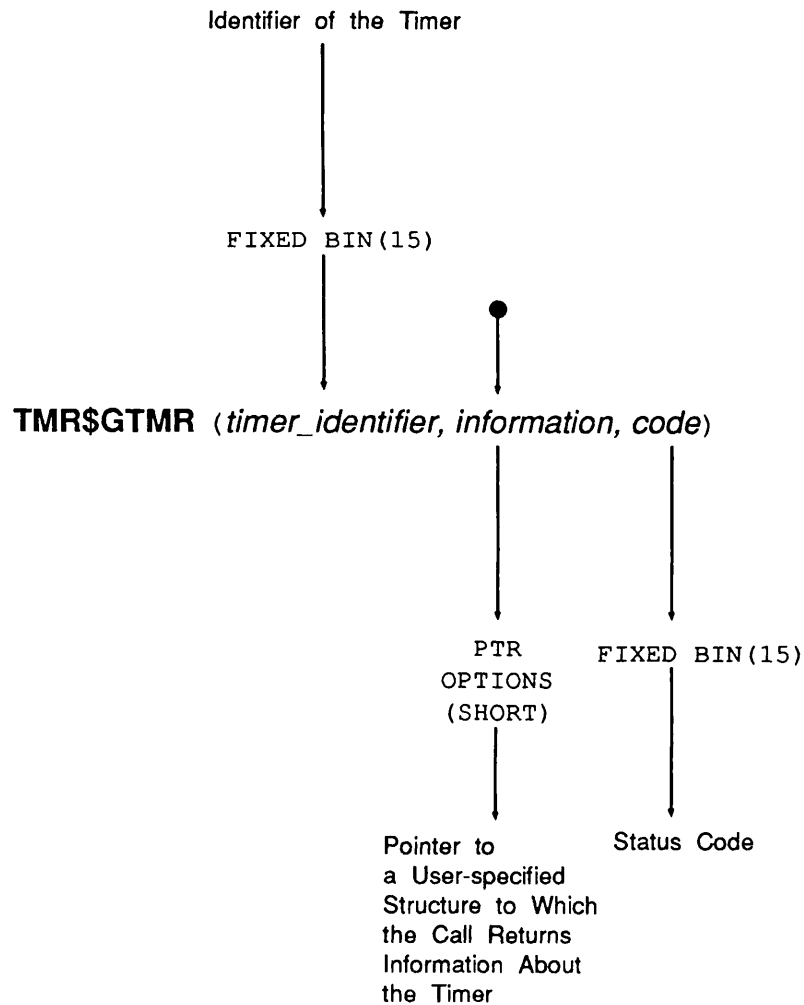 Identifier of the Timer
FIXED BIN(15)
TMR$GTMR (timer_identifier, information, code)
PTR
OPTIONS
(SHORT)
FIXED BIN(15)
Pointer to
a User-specified
Structure to Which
the Call Returns
Information About
the Timer
Status Code